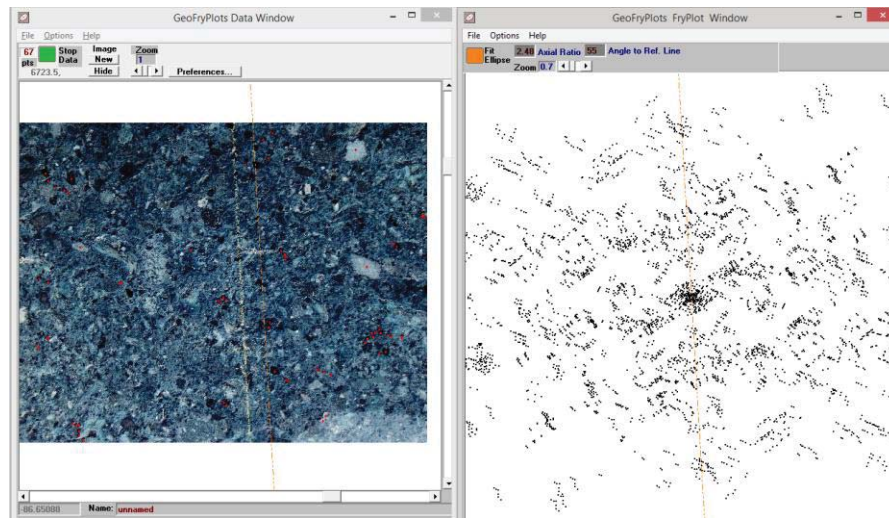 GeoFryPlots Data Window
File Options Help
67 pts
Stop Data
Image
New
Hide
Zoom
1
Preferences...
6723.5,
-86.65080
Name: unnamed
GeoFryPlots FryPlot Window
File Options Help
Fit Ellipse
2.40 Axial Ratio 55 Angle to Ref. Line
Zoom 0.7